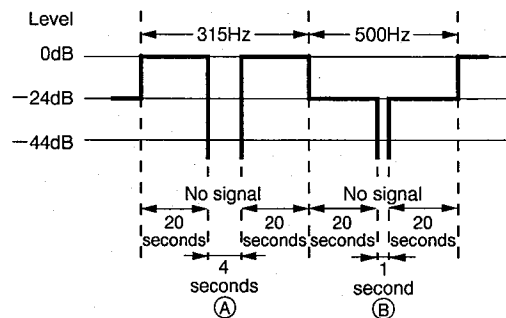 Level
315Hz 500Hz
0dB
−24dB
−44dB
No signal No signal
20 seconds 20 seconds 20 seconds 20 seconds
4 seconds 1 second
Ⓐ Ⓑ